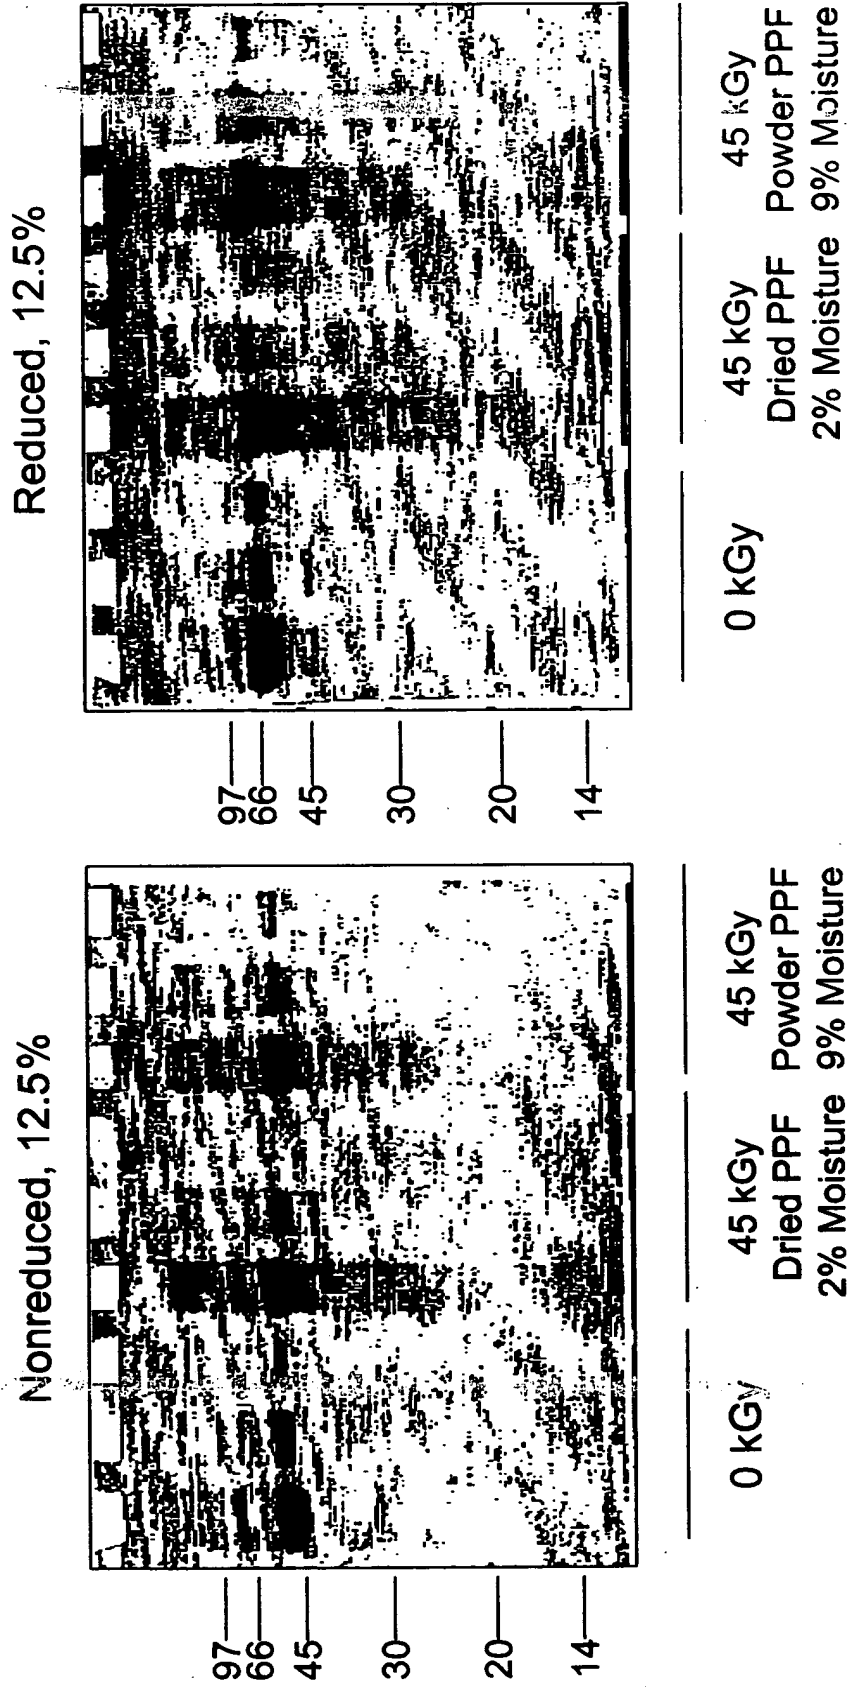 Nonreduced, 12.5%
97
66
45
30
20
14
0 kGy
45 kGy
Dried PPF
2% Moisture
45 kGy
Powder PPF
9% Moisture
Reduced, 12.5%
97
66
45
30
20
14
0 kGy
45 kGy
Dried PPF
2% Moisture
45 kGy
Powder PPF
9% Moisture